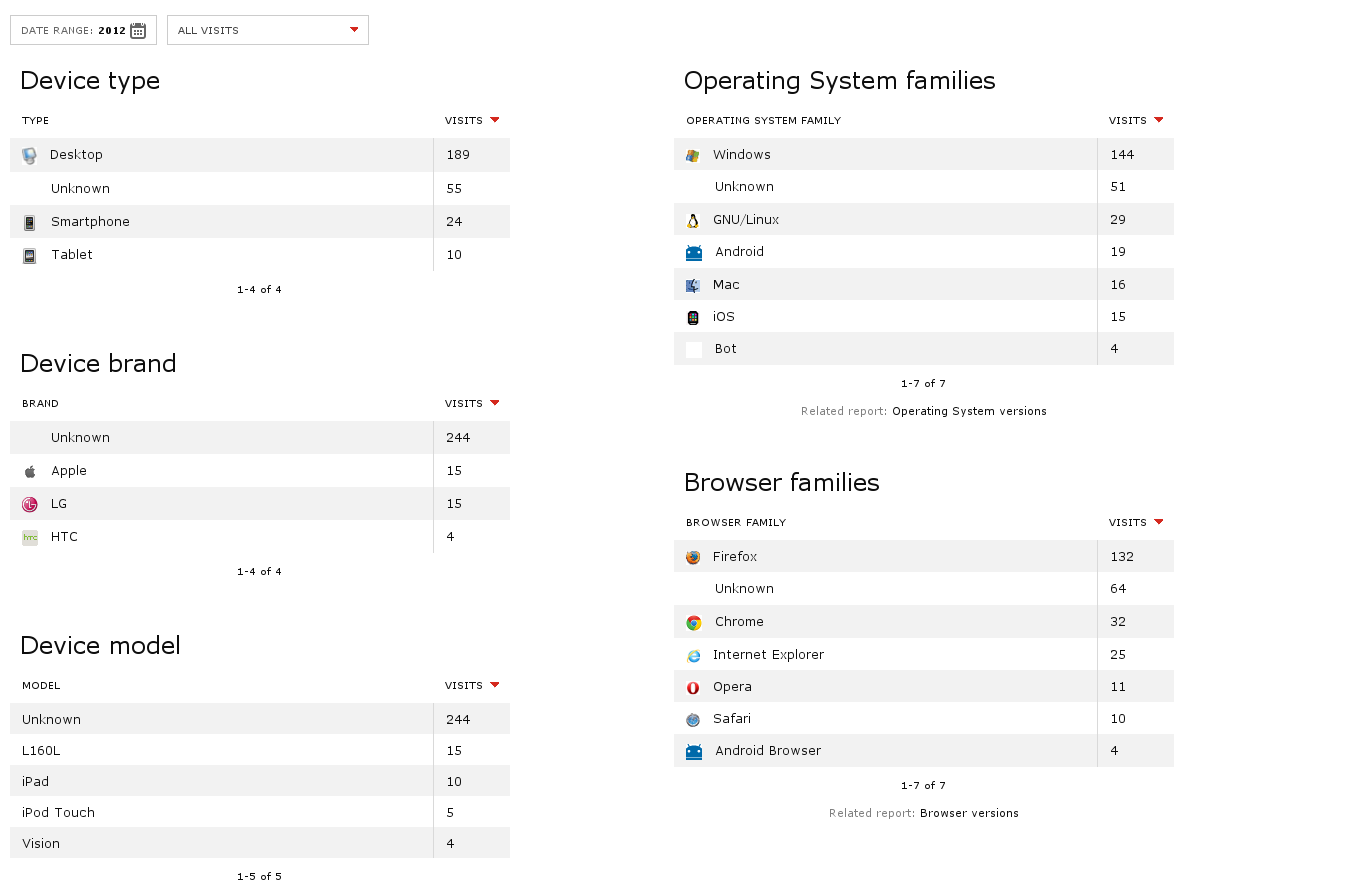 DATE RANGE: 2012
ALL VISITS
Device type
TYPE VISITS
Desktop 189
Unknown 55
Smartphone 24
Tablet 10
1-4 of 4
Device brand
BRAND VISITS
Unknown 244
Apple 15
LG 15
hTC HTC 4
1-4 of 4
Device model
MODEL VISITS
Unknown 244
L160L 15
iPad 10
iPod Touch 5
Vision 4
1-5 of 5
Operating System families
OPERATING SYSTEM FAMILY VISITS
Windows 144
Unknown 51
GNU/Linux 29
Android 19
Mac 16
iOS 15
Bot 4
1-7 of 7
Related report: Operating System versions
Browser families
BROWSER FAMILY VISITS
Firefox 132
Unknown 64
Chrome 32
Internet Explorer 25
Opera 11
Safari 10
Android Browser 4
1-7 of 7
Related report: Browser versions